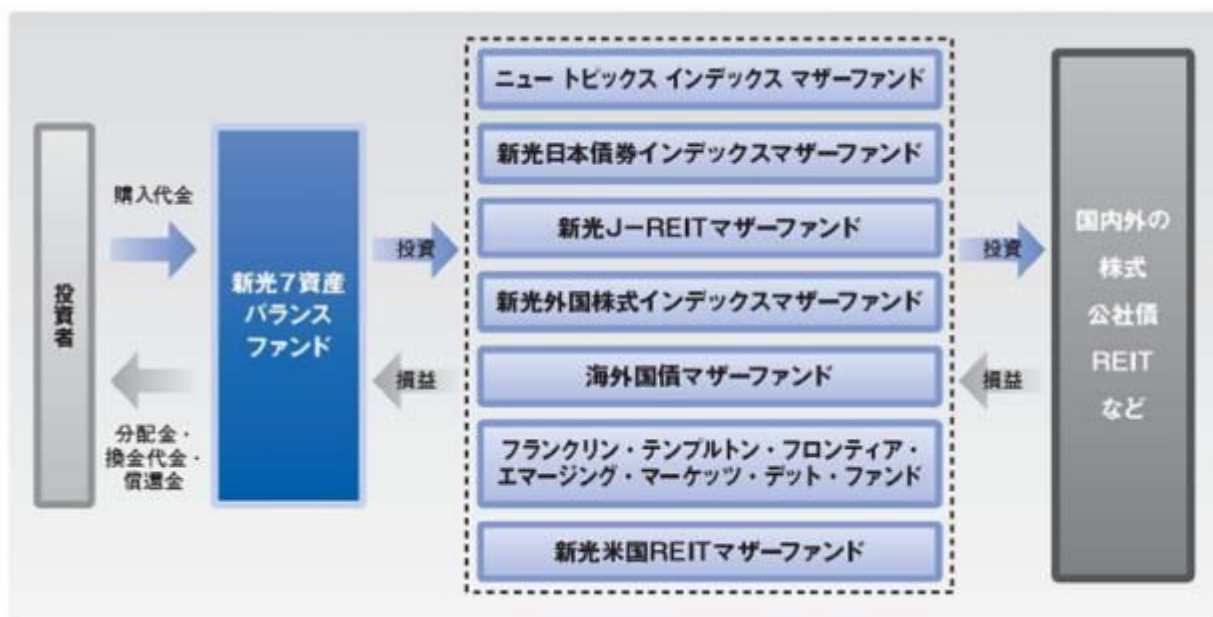 投資者
購入代金
分配金・
換金代金・
償還金
新光7資産
バランス
ファンド
投資
損益
ニュー トピックス インデックス マザーファンド
新光日本債券インデックスマザーファンド
新光J-REITマザーファンド
新光外国株式インデックスマザーファンド
海外国債マザーファンド
フランクリン・テンプルトン・フロンティア・
エマージング・マーケッツ・デット・ファンド
新光米国REITマザーファンド
投資
損益
国内外の
株式
公社債
REIT
など